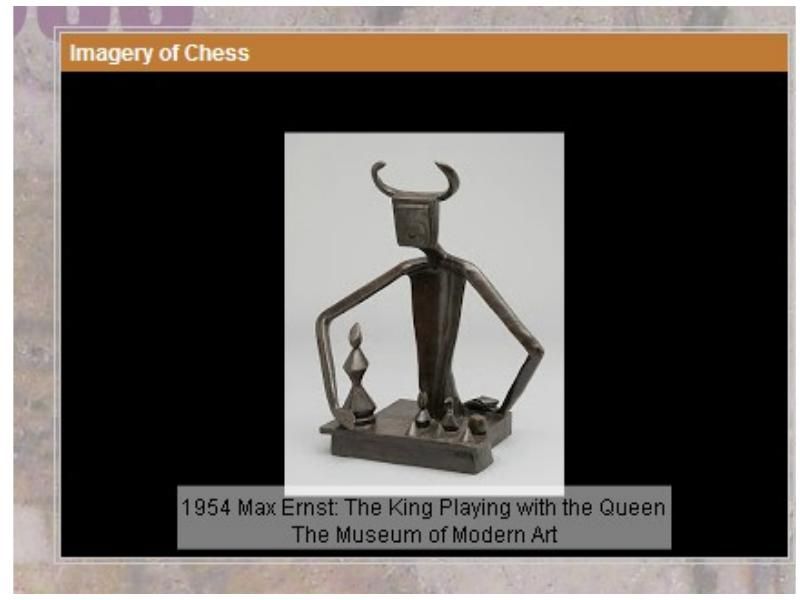 Imagery of Chess
1954 Max Ernst: The King Playing with the Queen
The Museum of Modern Art